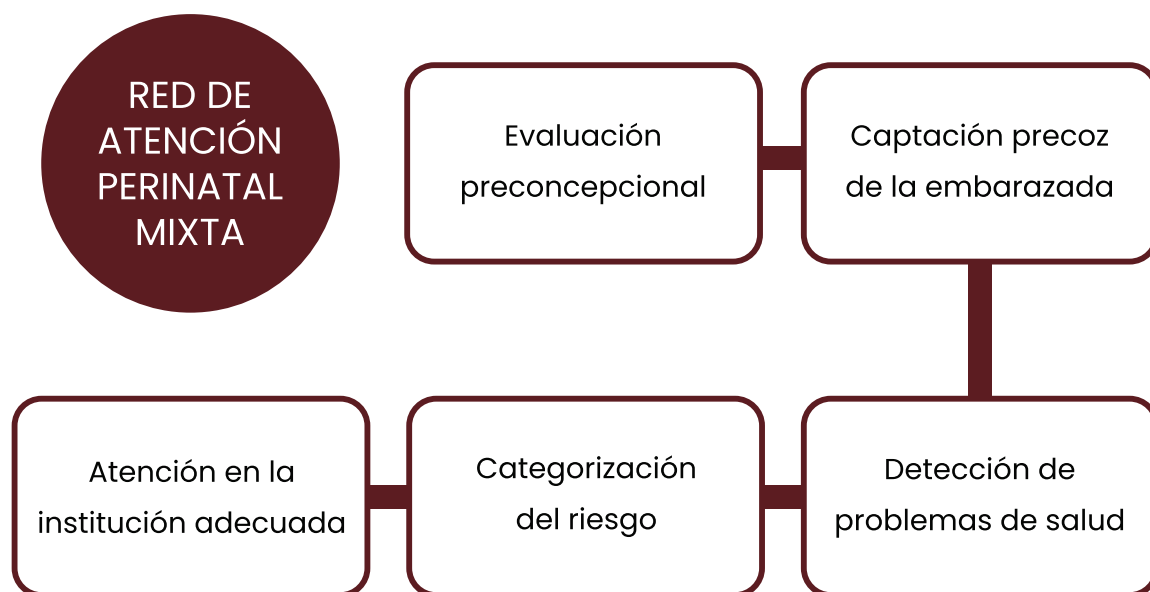 RED DE
ATENCIÓN
PERINATAL
MIXTA
Evaluación
preconcepcional
Captación precoz
de la embarazada
Detección de
problemas de salud
Categorización
del riesgo
Atención en la
institución adecuada